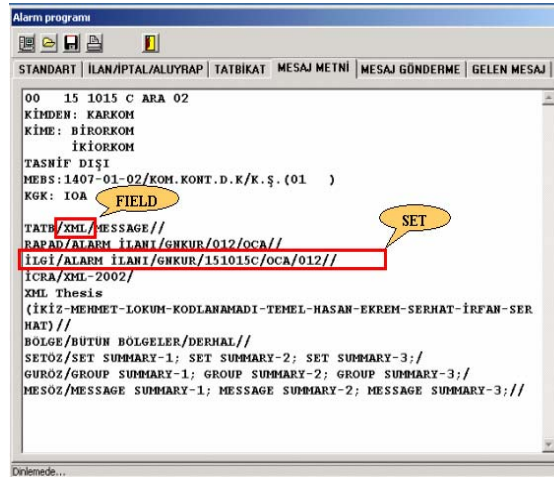 Alarm programı
STANDART | İLAN/İPTAL/ALUYRAP | TATBİKAT | MESAJ METNİ | MESAJ GÖNDERME | GELEN MESAJ |
00 15 1015 C ARA 02
KİMDEN: KARKOM
KİME: BİRORKOM
İKİORKOM
TASNİF DIŞI
MEBS:1407-01-02/KOM.KONT.D.K/K.Ş.(01 )
KGK: IOA
FIELD
SET
TATB/XML/MESSAGE//
RAPAD/ALARM İLANI/GNKUR/012/OCA//
İLGİ/ALARM İLANI/GNKUR/151015C/OCA/012//
İCRA/XML-2002/
XML Thesis
(İKİZ-MEHMET-LOKUM-KODLANAMADI-TEMEL-HASAN-EKREM-SERHAT-İRFAN-SER
HAT)//
BÖLGE/BÜTÜN BÖLGELER/DERHAL//
SETÖZ/SET SUMMARY-1; SET SUMMARY-2; SET SUMMARY-3;/
GURÖZ/GROUP SUMMARY-1; GROUP SUMMARY-2; GROUP SUMMARY-3;/
MESÖZ/MESSAGE SUMMARY-1; MESSAGE SUMMARY-2; MESSAGE SUMMARY-3;//
Dinlemede...